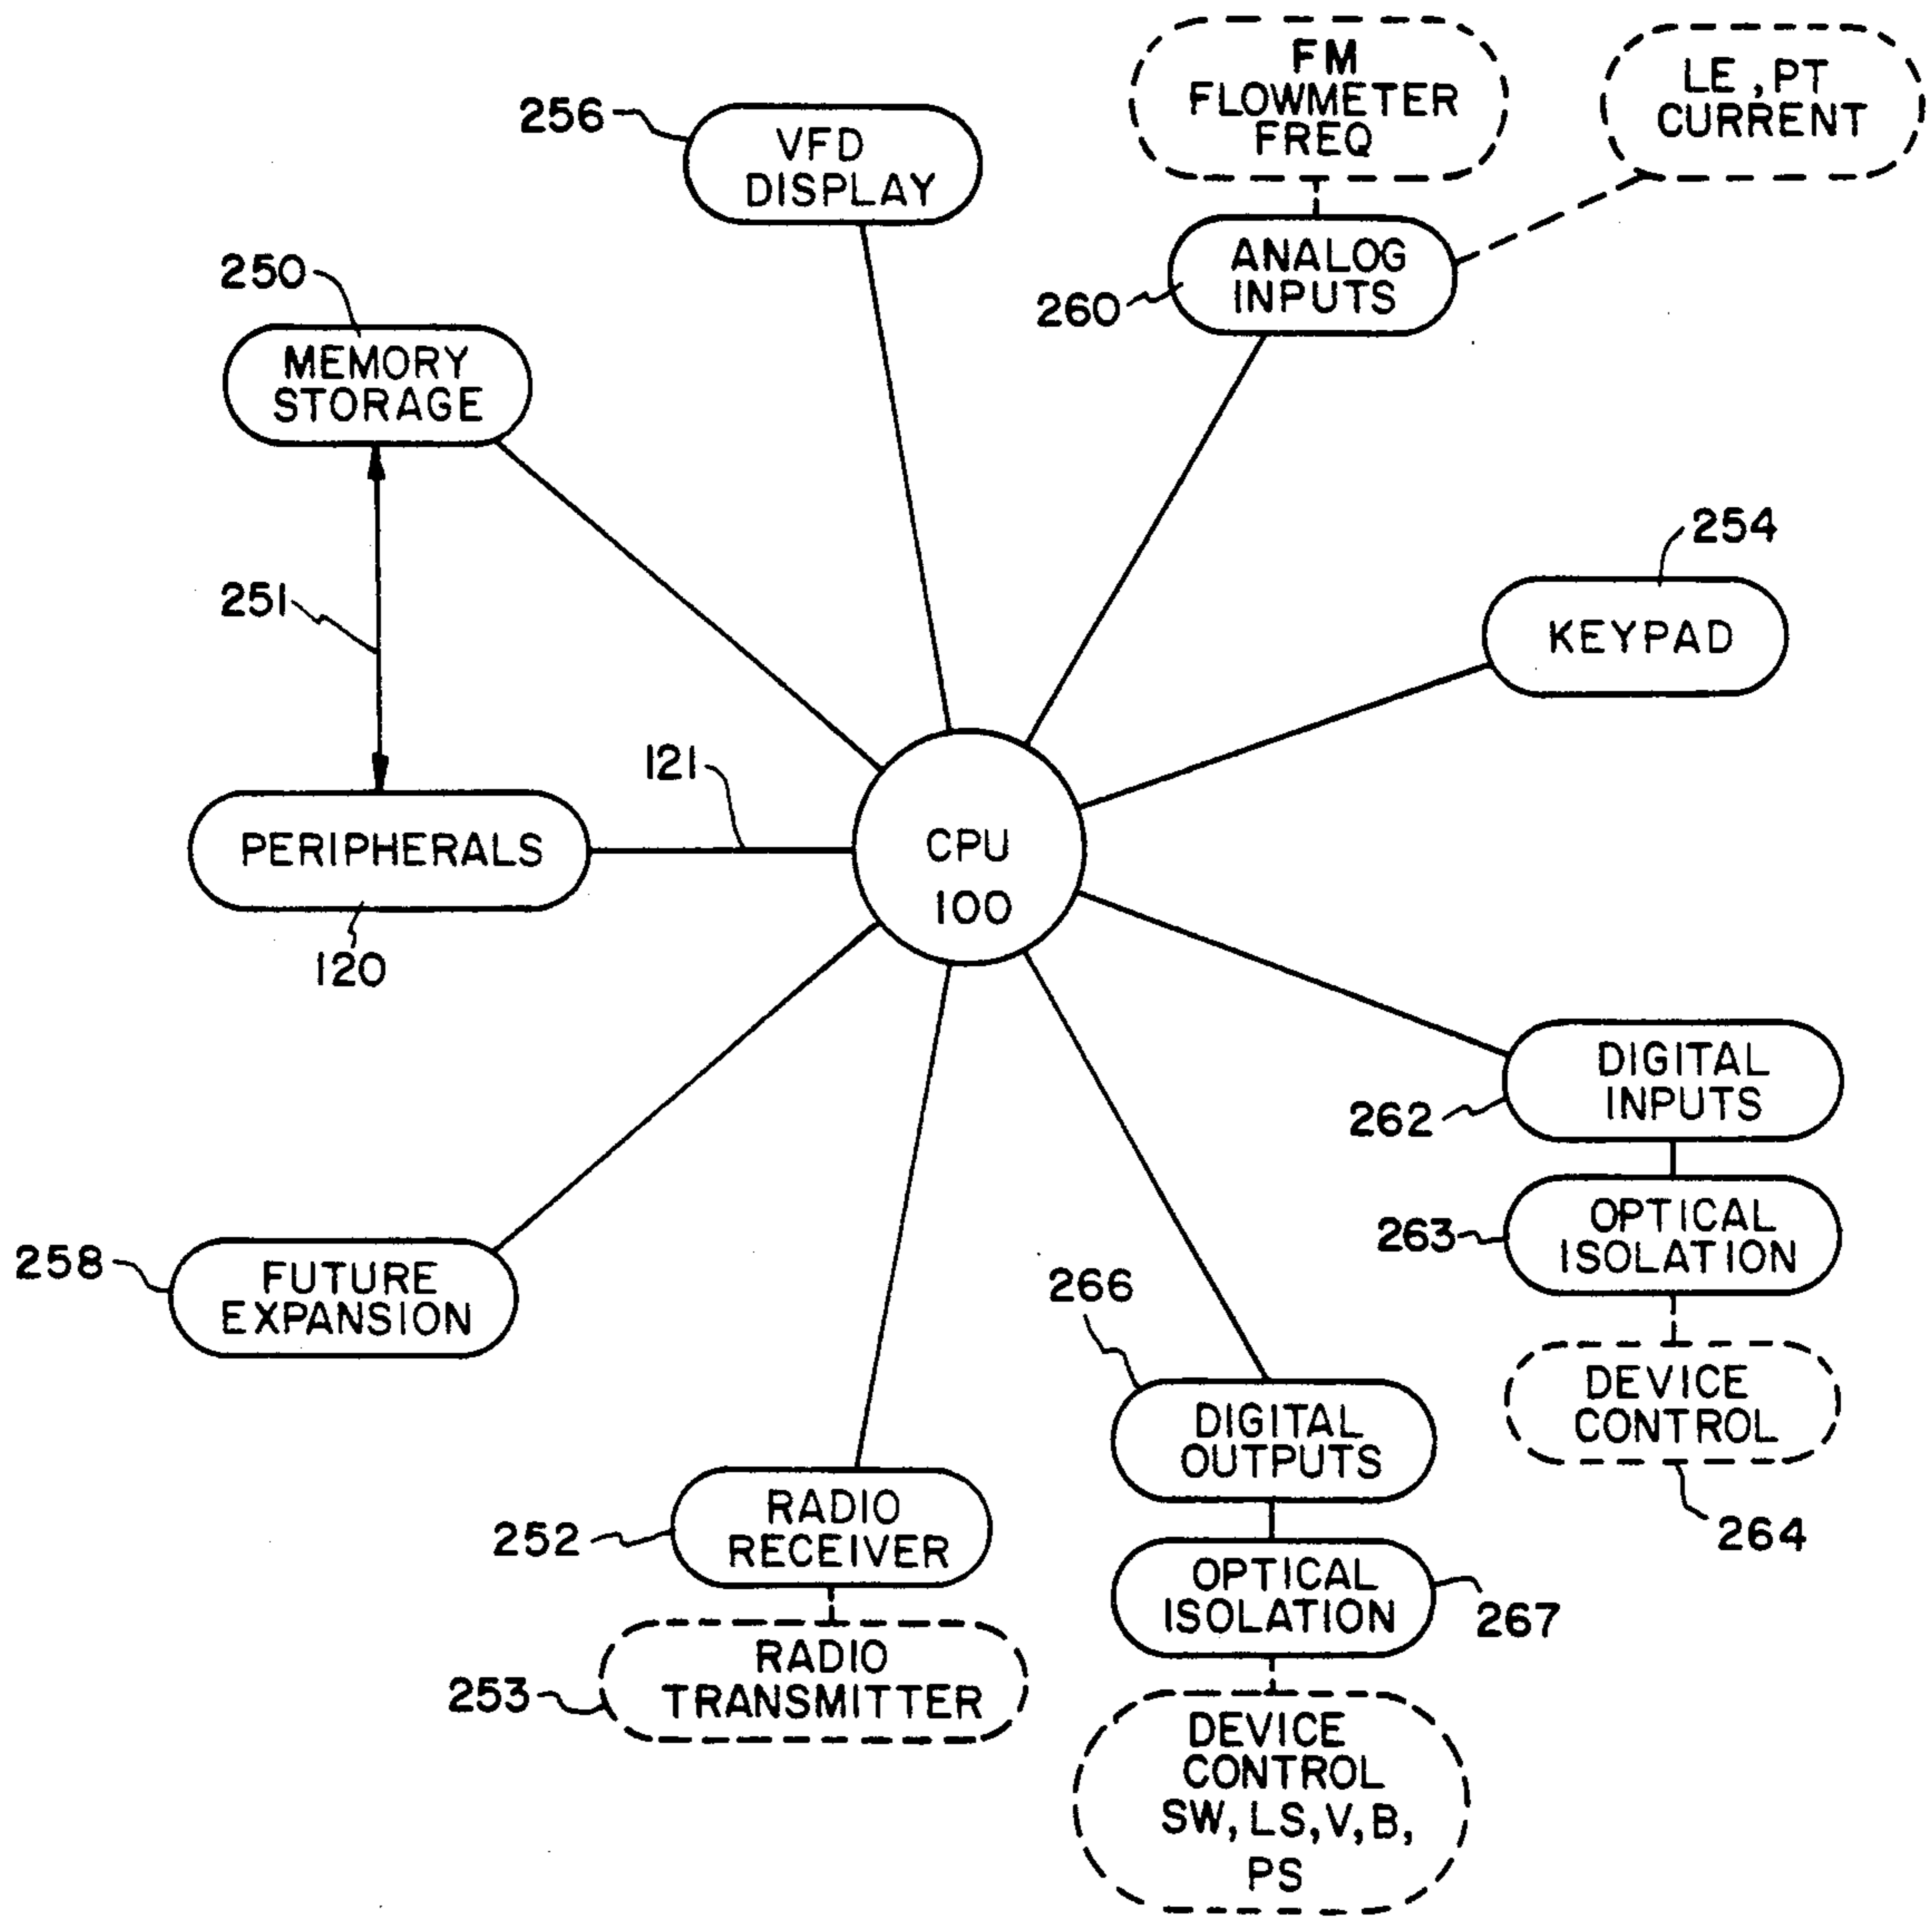 FM
FLOWMETER
FREQ
LE, PT
CURRENT
256
VFD
DISPLAY
ANALOG
INPUTS
260
250
MEMORY
STORAGE
254
KEYPAD
251
121
PERIPHERALS
120
CPU
100
DIGITAL
INPUTS
262
OPTICAL
ISOLATION
263
DEVICE
CONTROL
264
258
FUTURE
EXPANSION
266
DIGITAL
OUTPUTS
OPTICAL
ISOLATION
267
DEVICE
CONTROL
SW, LS, V, B,
PS
252
RADIO
RECEIVER
253
RADIO
TRANSMITTER